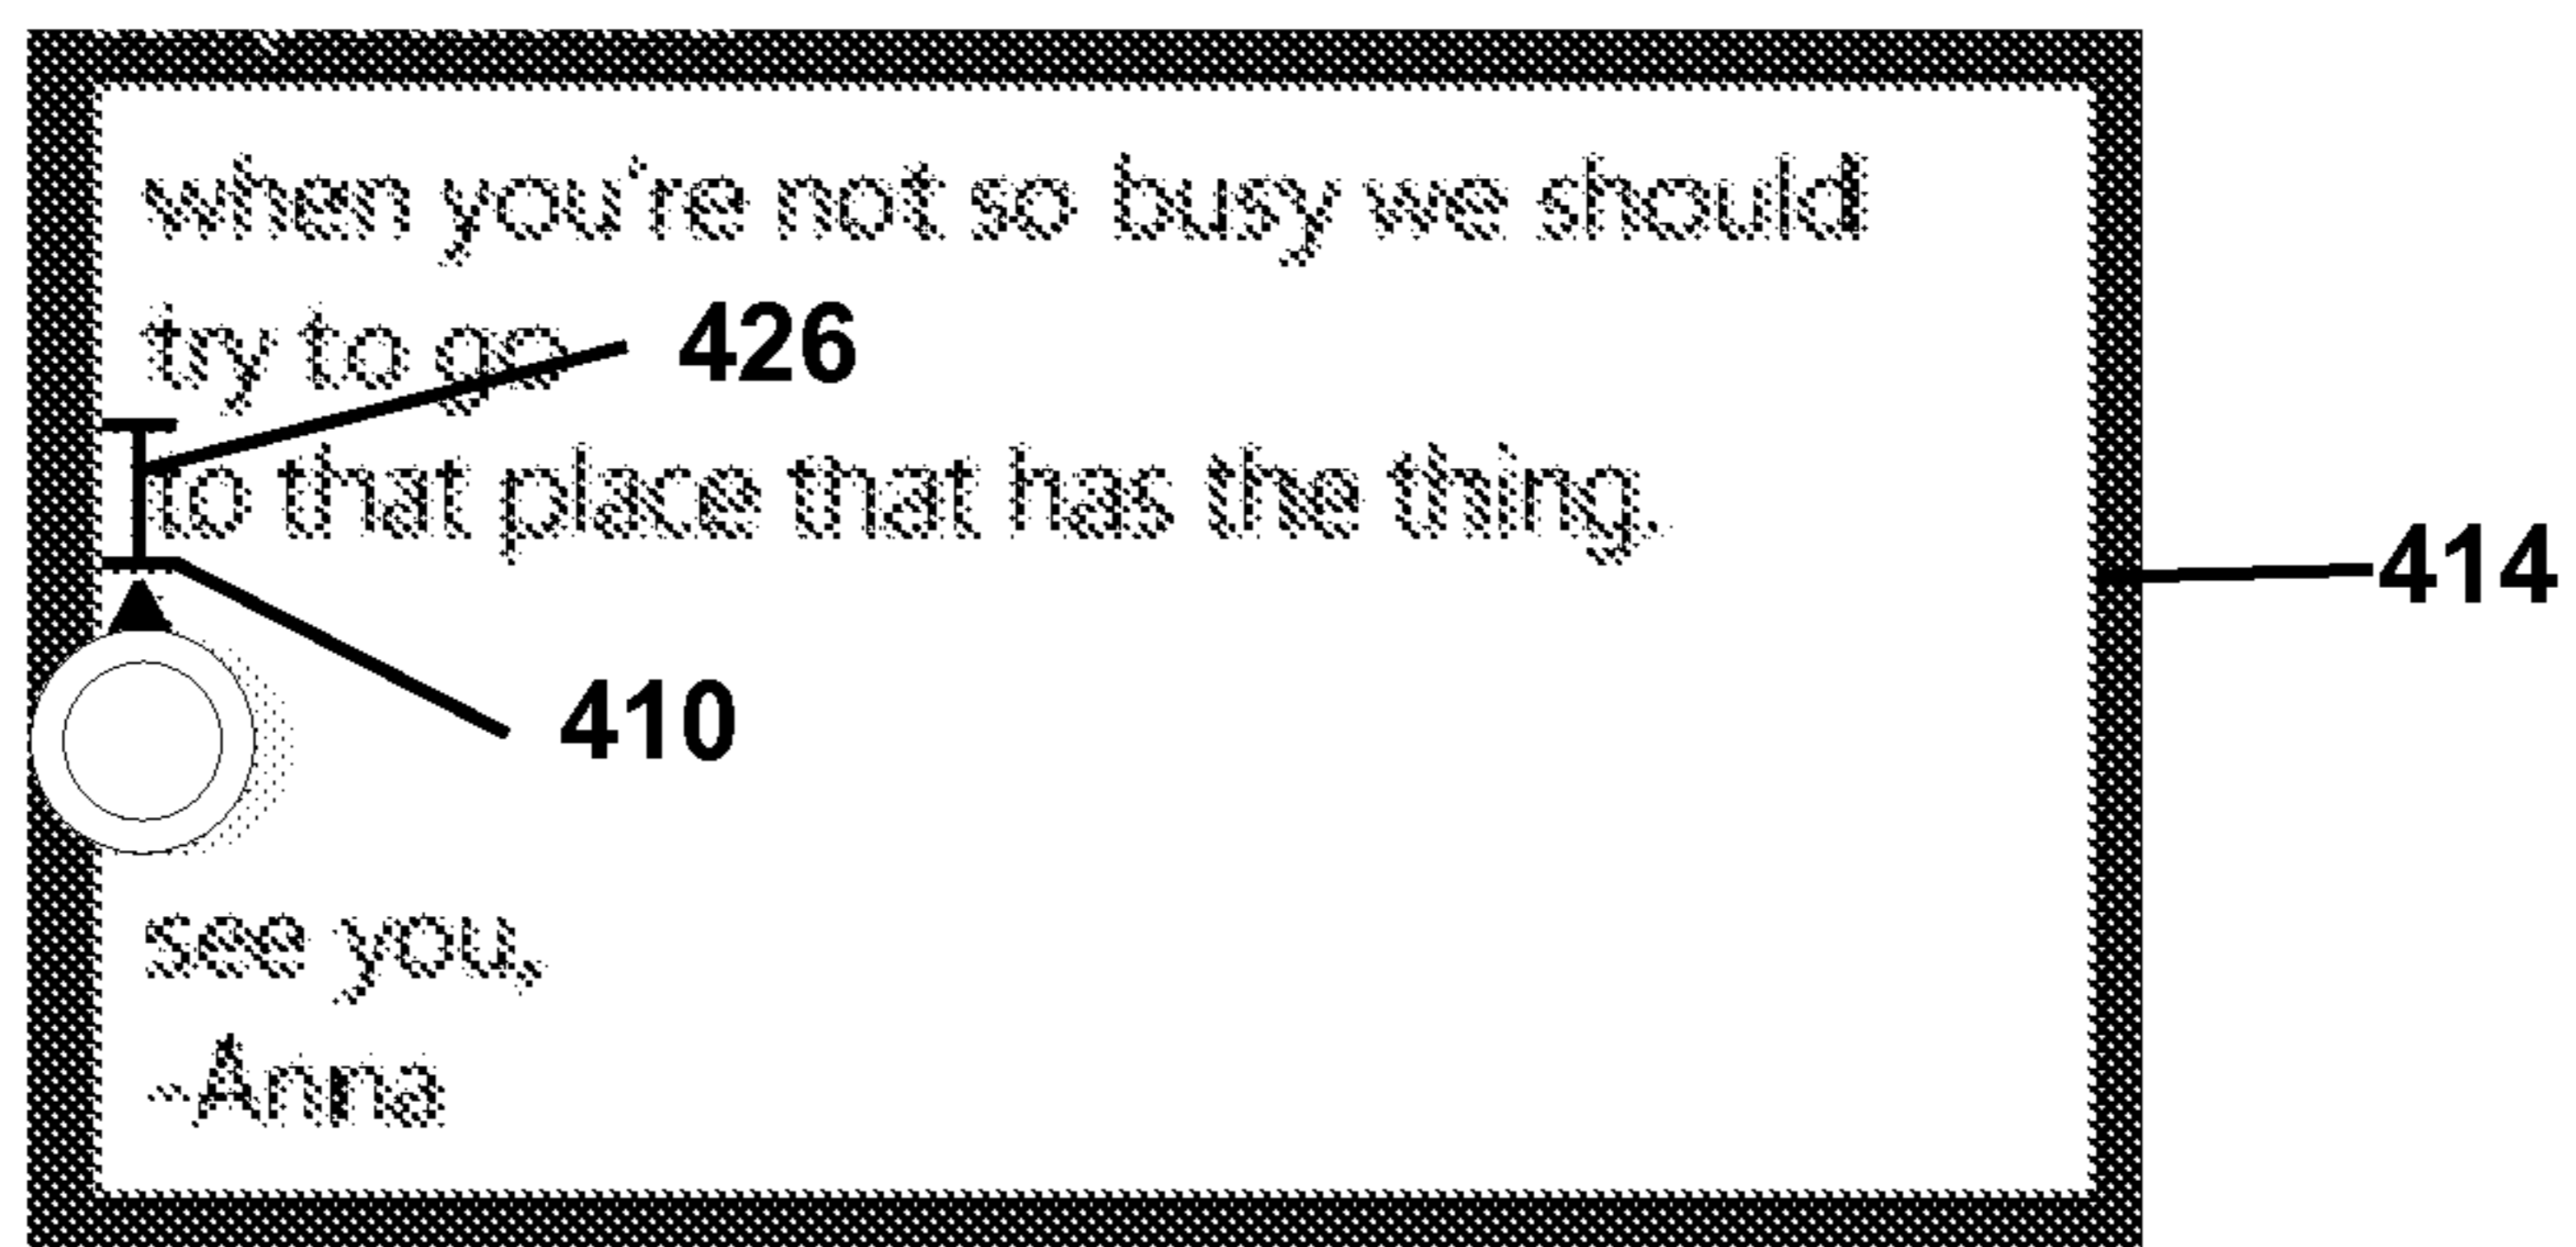 when you're not so busy we should
try to go
426
to that place that has the thing.
414
410
see you,
-Anna